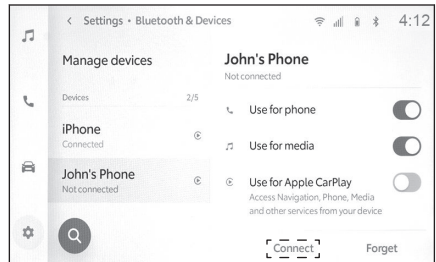 < Settings • Bluetooth & Devices
4:12
Manage devices
Devices 2/5
iPhone
Connected
John's Phone
Not connected
John's Phone
Not connected
Use for phone
Use for media
Use for Apple CarPlay
Access Navigation, Phone, Media
and other services from your device
Connect Forget